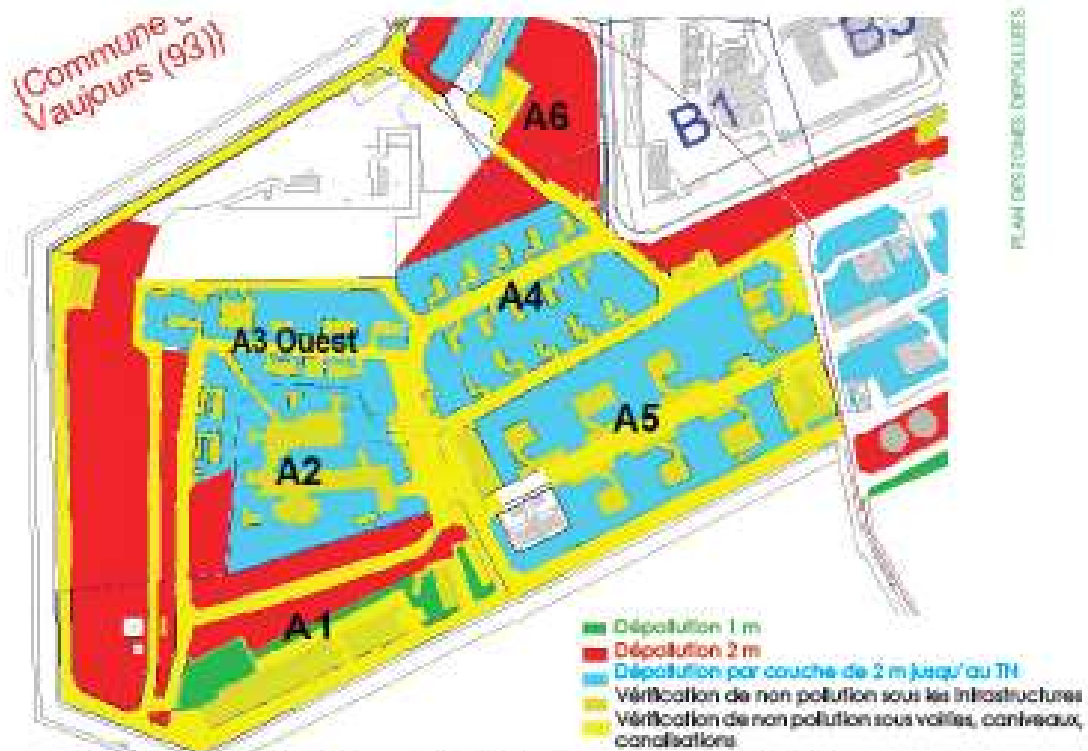 (Commune
Vaujours (93))
A6
B1
B3
PLAN DES ZONES DEPOLLUEES
A4
A3 Ouest
A5
A2
A1
Dépollution 1 m
Dépollution 2 m
Dépollution par couche de 2 m jusqu'au TN
Vérification de non pollution sous les infrastructures
Vérification de non pollution sous voiries, caniveaux,
canalisations